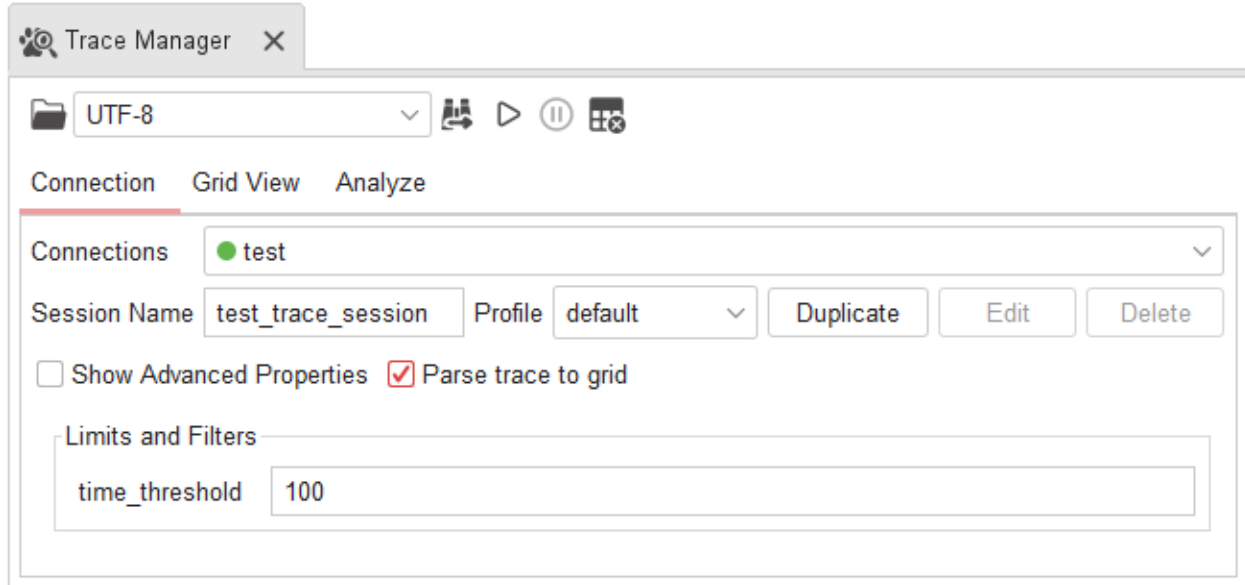 Trace Manager
UTF-8
Connection Grid View Analyze
Connections test
Session Name test_trace_session Profile default Duplicate Edit Delete
Show Advanced Properties Parse trace to grid
Limits and Filters
time_threshold 100